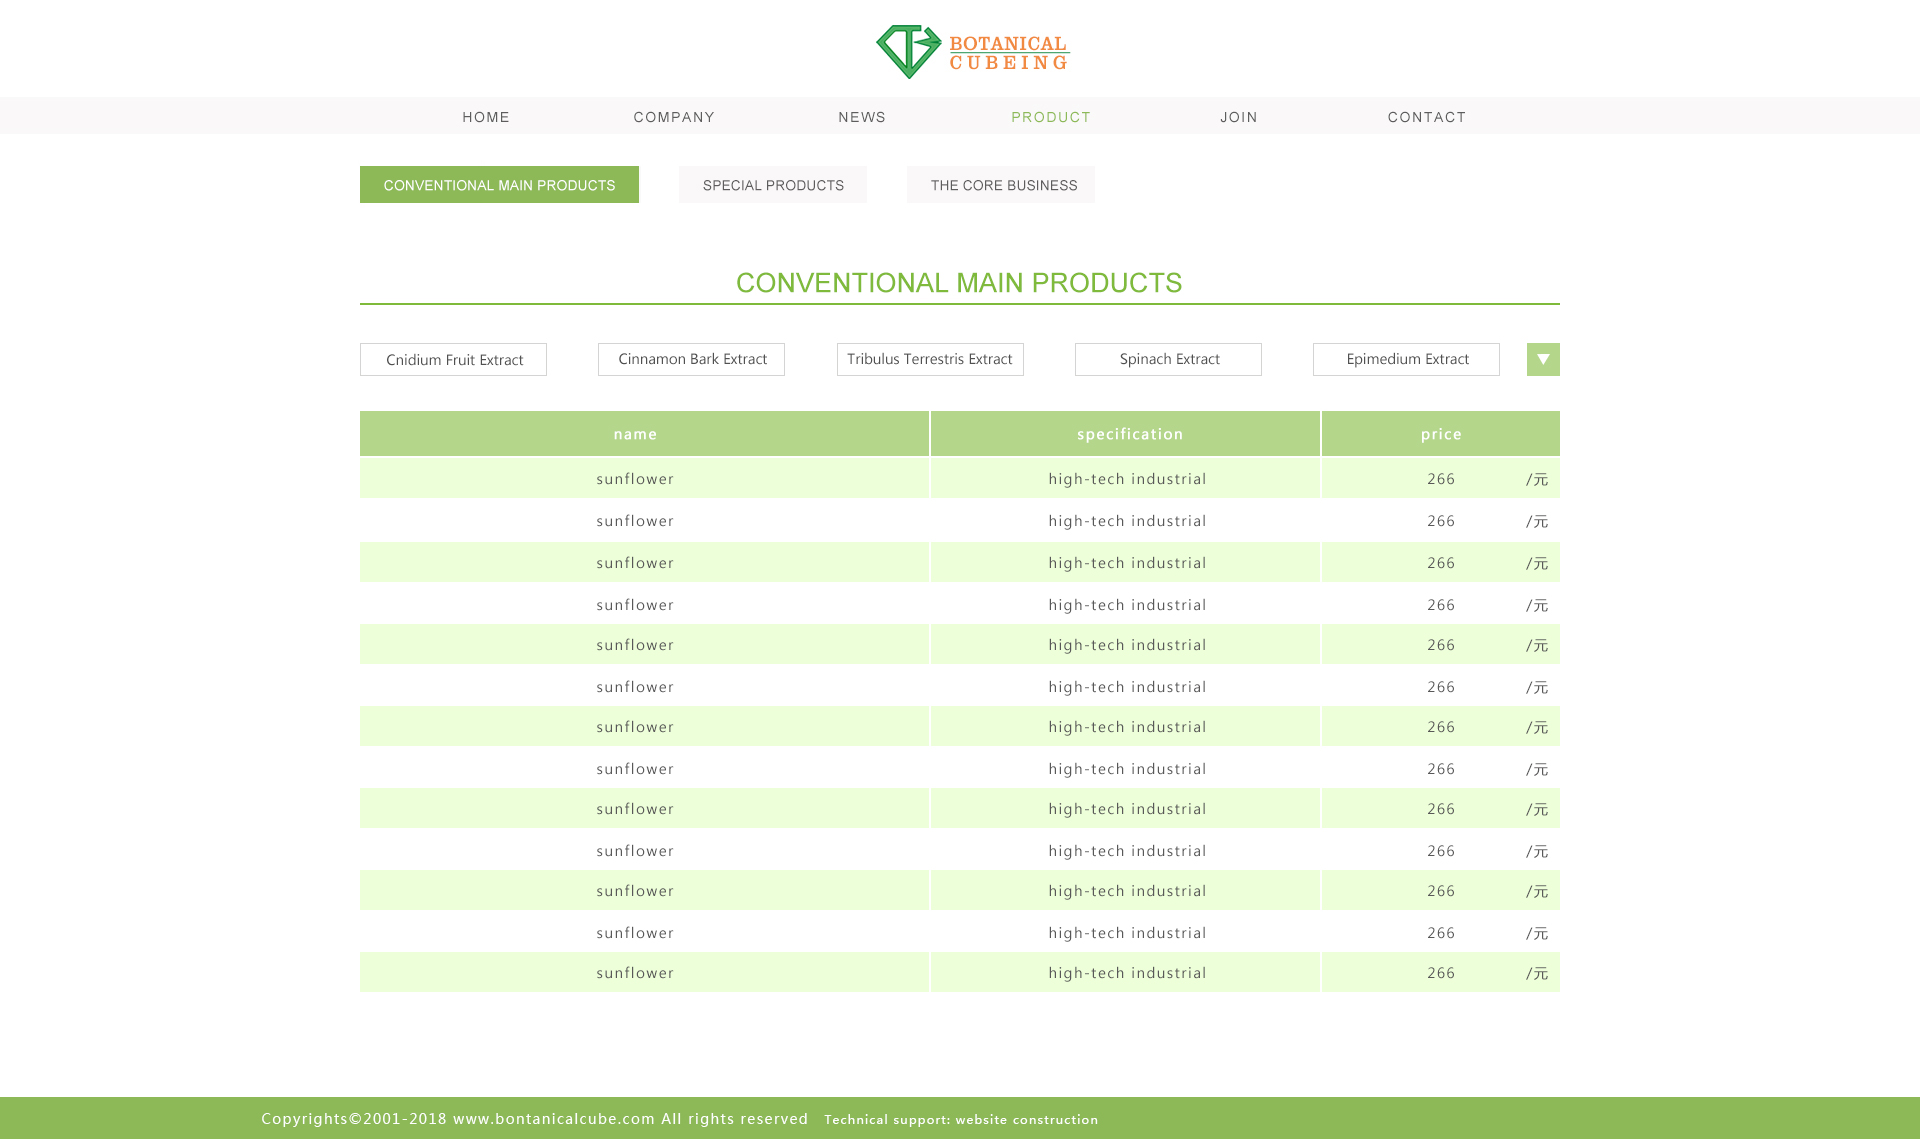 BOTANICAL
CUBEING
HOME COMPANY NEWS PRODUCT JOIN CONTACT
CONVENTIONAL MAIN PRODUCTS SPECIAL PRODUCTS THE CORE BUSINESS
CONVENTIONAL MAIN PRODUCTS
Cnidium Fruit Extract Cinnamon Bark Extract Tribulus Terrestris Extract Spinach Extract Epimedium Extract
name specification price
sunflower high-tech industrial 266 /元
sunflower high-tech industrial 266 /元
sunflower high-tech industrial 266 /元
sunflower high-tech industrial 266 /元
sunflower high-tech industrial 266 /元
sunflower high-tech industrial 266 /元
sunflower high-tech industrial 266 /元
sunflower high-tech industrial 266 /元
sunflower high-tech industrial 266 /元
sunflower high-tech industrial 266 /元
sunflower high-tech industrial 266 /元
sunflower high-tech industrial 266 /元
sunflower high-tech industrial 266 /元
Copyrights©2001-2018 www.bontanicalcube.com All rights reserved Technical support: website construction